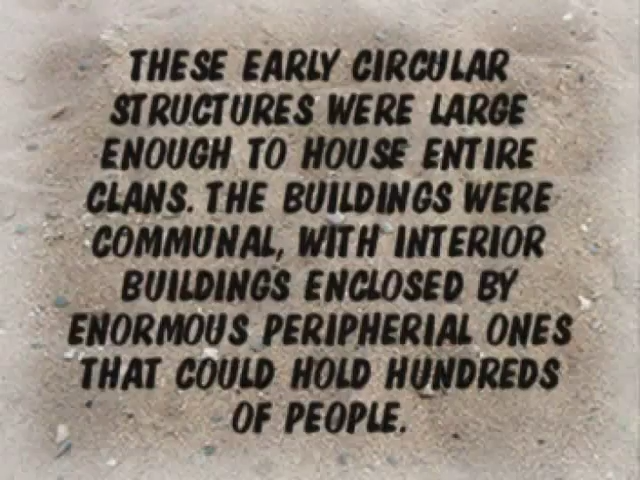 THESE EARLY CIRCULAR
STRUCTURES WERE LARGE
ENOUGH TO HOUSE ENTIRE
CLANS. THE BUILDINGS WERE
COMMUNAL, WITH INTERIOR
BUILDINGS ENCLOSED BY
ENORMOUS PERIPHERIAL ONES
THAT COULD HOLD HUNDREDS
OF PEOPLE.